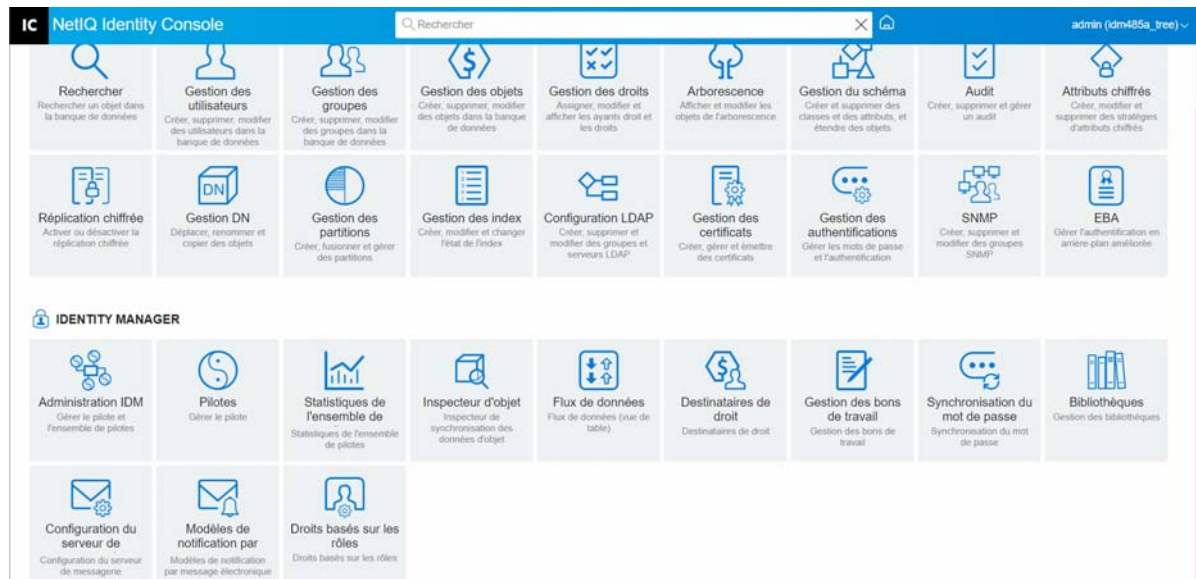 IC NetIQ Identity Console
Rechercher
admin (idm485a_tree)
Rechercher
Rechercher un objet dans
la banque de données
Gestion des
utilisateurs
Créer, supprimer, modifier
des utilisateurs dans la
banque de données
Gestion des
groupes
Créer, supprimer, modifier
des groupes dans la
banque de données
Gestion des objets
Créer, supprimer, modifier
des objets dans la banque
de données
Gestion des droits
Assigner, modifier et
afficher les ayants droit et
les droits
Arborescence
Afficher et modifier les
objets de l'arborescence
Gestion du schéma
Créer et supprimer des
classes et des attributs, et
étendre des objets
Audit
Créer, supprimer et gérer
un audit
Attributs chiffrés
Créer, modifier et
supprimer des stratégies
d'attributs chiffrés
Réplication chiffrée
Activer ou désactiver la
réplication chiffrée
DN
Gestion DN
Déplacer, renommer et
copier des objets
Gestion des
partitions
Créer, fusionner et gérer
des partitions
Gestion des index
Créer, modifier et changer
l'état de l'index
Configuration LDAP
Créer, supprimer et
modifier des groupes et
serveurs LDAP
Gestion des
certificats
Créer, gérer et émettre
des certificats
Gestion des
authentifications
Gérer les mots de passe
et l'authentification
SNMP
Créer, supprimer et
modifier des groupes
SNMP
EBA
Gérer l'authentification en
arrière-plan améliorée
IDENTITY MANAGER
Administration IDM
Gérer le pilote et
l'ensemble de pilotes
Pilotes
Gérer le pilote
Statistiques de
l'ensemble de
Statistiques de l'ensemble
de pilotes
Inspecteur d'objet
Inspecteur de
synchronisation des
données d'objet
Flux de données
Flux de données (vue de
table)
Destinataires de
droit
Destinataires de droit
Gestion des bons
de travail
Gestion des bons de
travail
Synchronisation du
mot de passe
Synchronisation du mot
de passe
Bibliothèques
Gestion des bibliothèques
Configuration du
serveur de
Configuration du serveur
de messagerie
Modèles de
notification par
Modèles de notification
par message électronique
Droits basés sur les
rôles
Droits basés sur les rôles